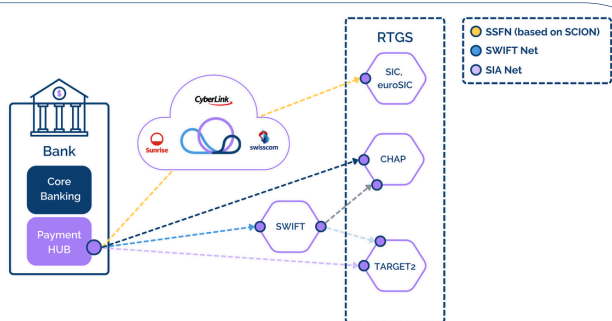 RTGS
SSFN (based on SCION)
SWIFT Net
SIA Net
SIC,
euroSIC
CyberLink
Sunrise
swisscom
$
Bank
Core
Banking
Payment
HUB
CHAP
SWIFT
TARGET2